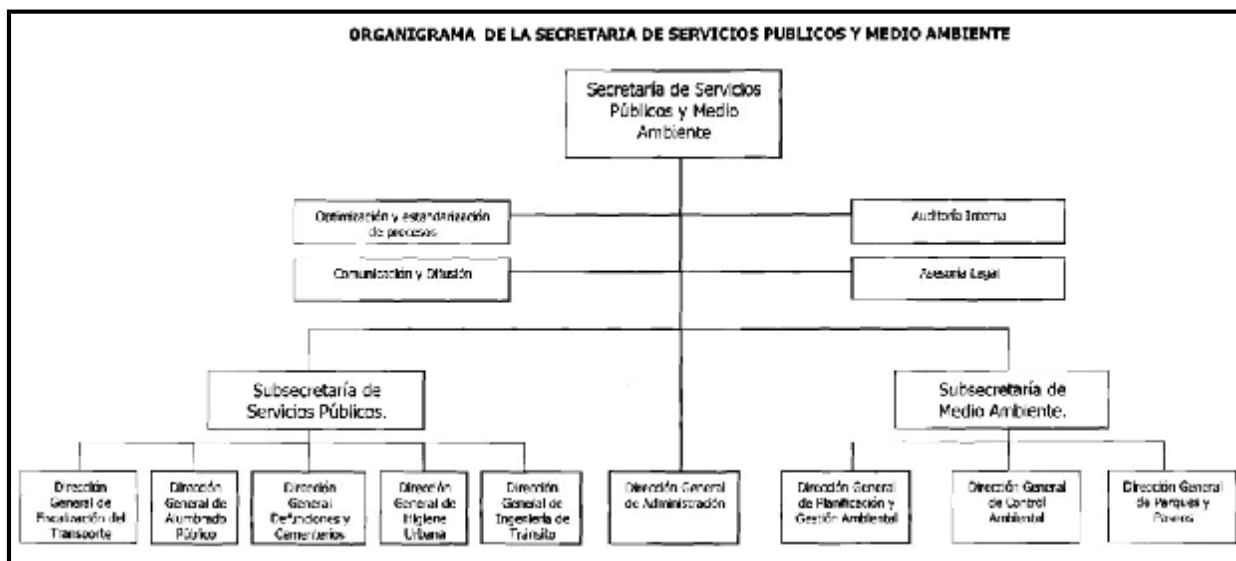 ORGANIGRAMA DE LA SECRETARIA DE SERVICIOS PUBLICOS Y MEDIO AMBIENTE
Secretaría de Servicios
Públicos y Medio
Ambiente
Optimización y estandarización
de procesos
Auditoría Interna
Comunicación y Difusión
Asesoría Legal
Subsecretaría de
Servicios Públicos.
Subsecretaría de
Medio Ambiente.
Dirección
General de
Fiscalización del
Transporte
Dirección
General de
Alumbrado
Público
Dirección
General
Defunciones y
Cementerios
Dirección
General de
Higiene
Urbana
Dirección
General de
Ingeniería de
Tránsito
Dirección General
de Administración
Dirección General
de Planificación y
Gestión Ambiental
Dirección General
de Control
Ambiental
Dirección General
de Parques y
Paseos